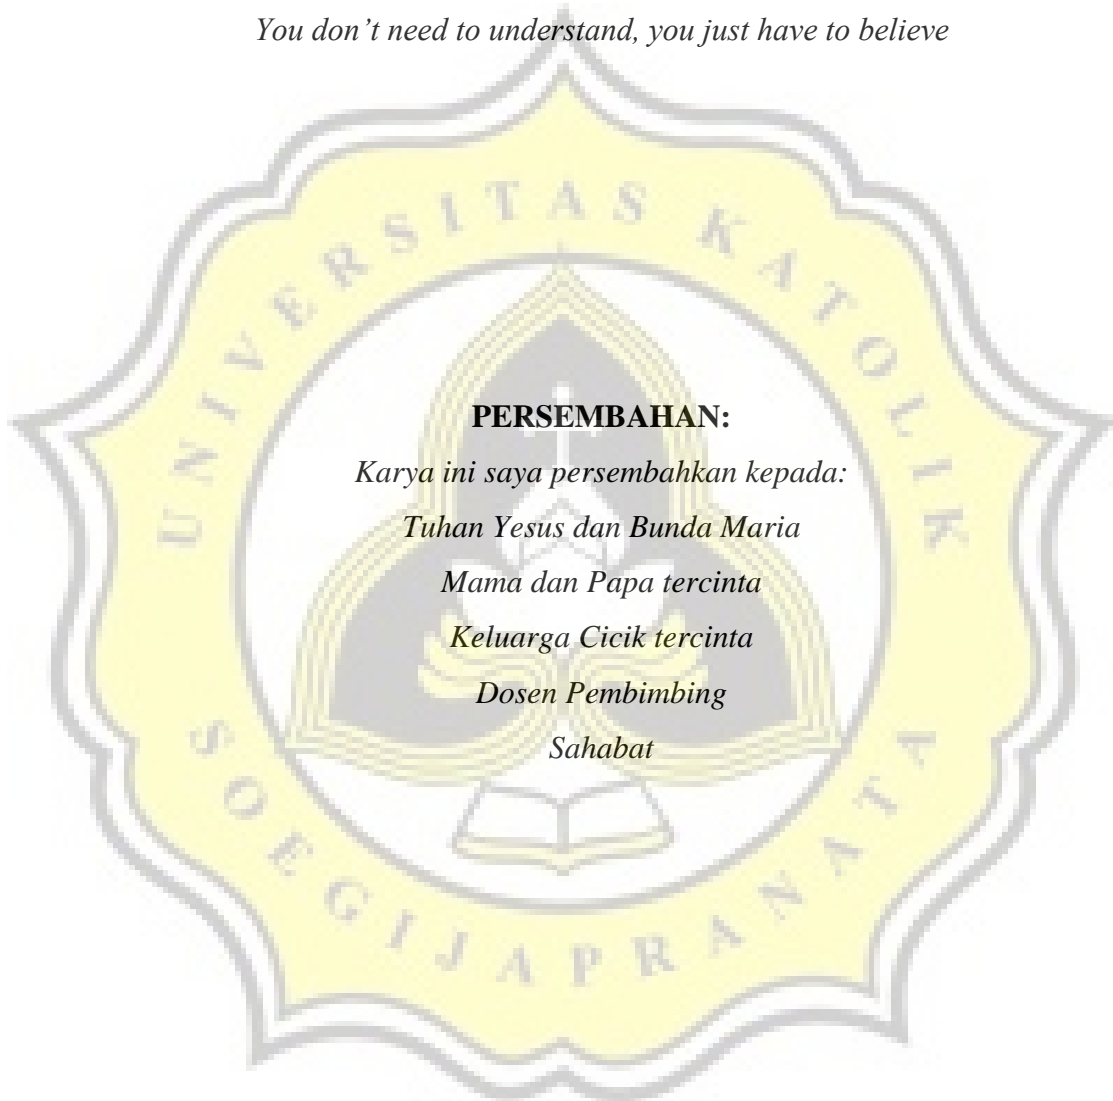 You don’t need to understand, you just have to believe
UNIVERSITAS KATOLIK
PERSEMBAHAN:
Karya ini saya persembahkan kepada:
Tuhan Yesus dan Bunda Maria
Mama dan Papa tercinta
Keluarga Cicik tercinta
Dosen Pembimbing
Sahabat
SOEGIJAPRANATA